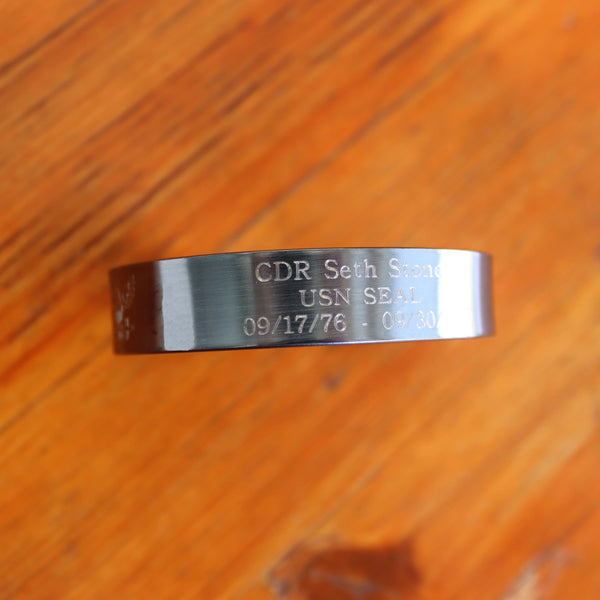 CDR Seth Stone
USN SEAL
09/17/76 - 09/30/